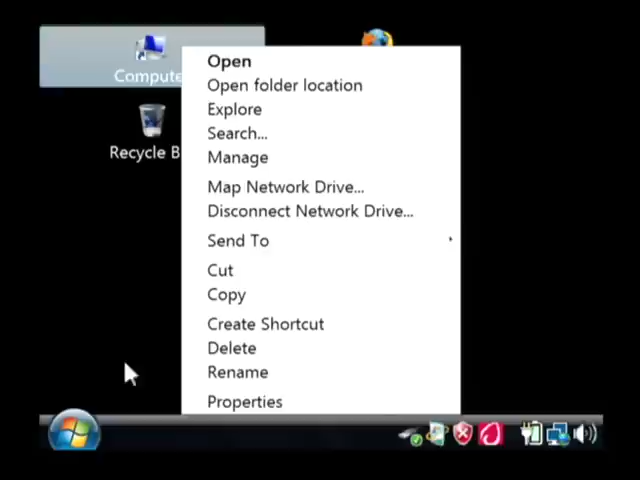 Compute
Recycle B
Open
Open folder location
Explore
Search...
Manage
Map Network Drive...
Disconnect Network Drive...
Send To
Cut
Copy
Create Shortcut
Delete
Rename
Properties